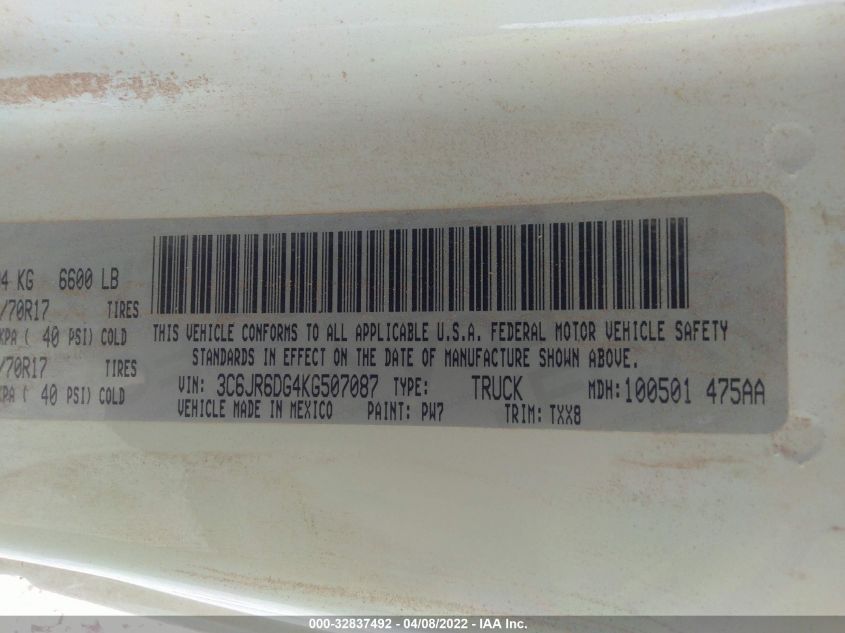 04 KG 6600 LB
/70R17 TIRES
KPA ( 40 PSI) COLD
/70R17 TIRES
KPA ( 40 PSI) COLD
THIS VEHICLE CONFORMS TO ALL APPLICABLE U.S.A. FEDERAL MOTOR VEHICLE SAFETY
STANDARDS IN EFFECT ON THE DATE OF MANUFACTURE SHOWN ABOVE.
VIN: 3C6JR6DG4KG507087 TYPE: TRUCK MDH:100501 475AA
VEHICLE MADE IN MEXICO PAINT: PW7 TRIM: TXX8
000-32837492 - 04/08/2022 - IAA Inc.